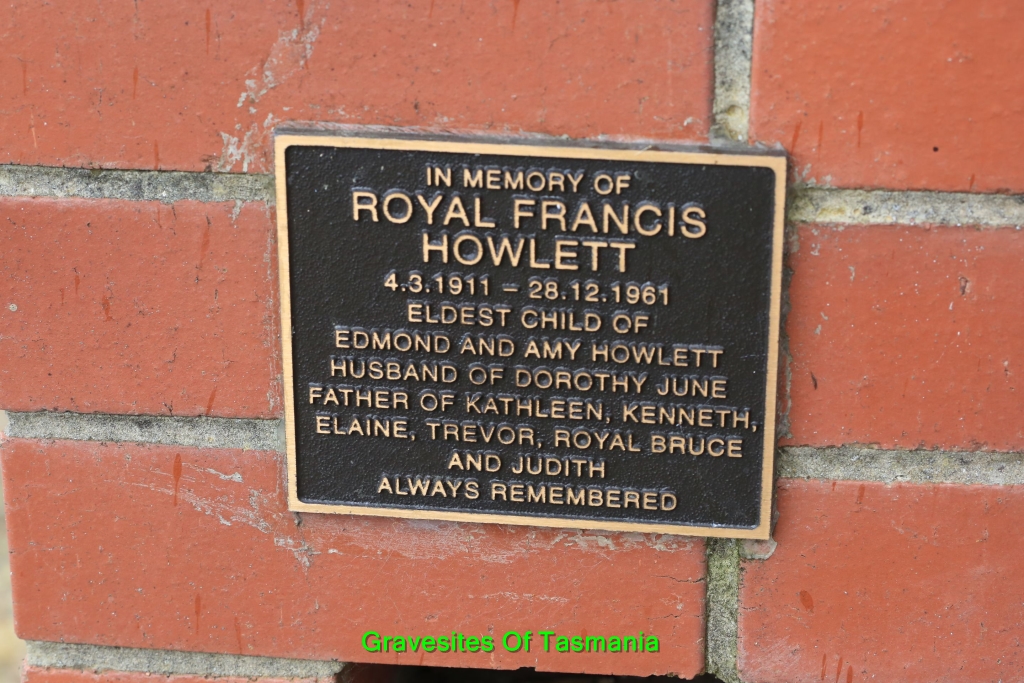 IN MEMORY OF
ROYAL FRANCIS
HOWLETT
4.3.1911 – 28.12.1961
ELDEST CHILD OF
EDMOND AND AMY HOWLETT
HUSBAND OF DOROTHY JUNE
FATHER OF KATHLEEN, KENNETH,
ELAINE, TREVOR, ROYAL BRUCE
AND JUDITH
ALWAYS REMEMBERED
Gravesites Of Tasmania